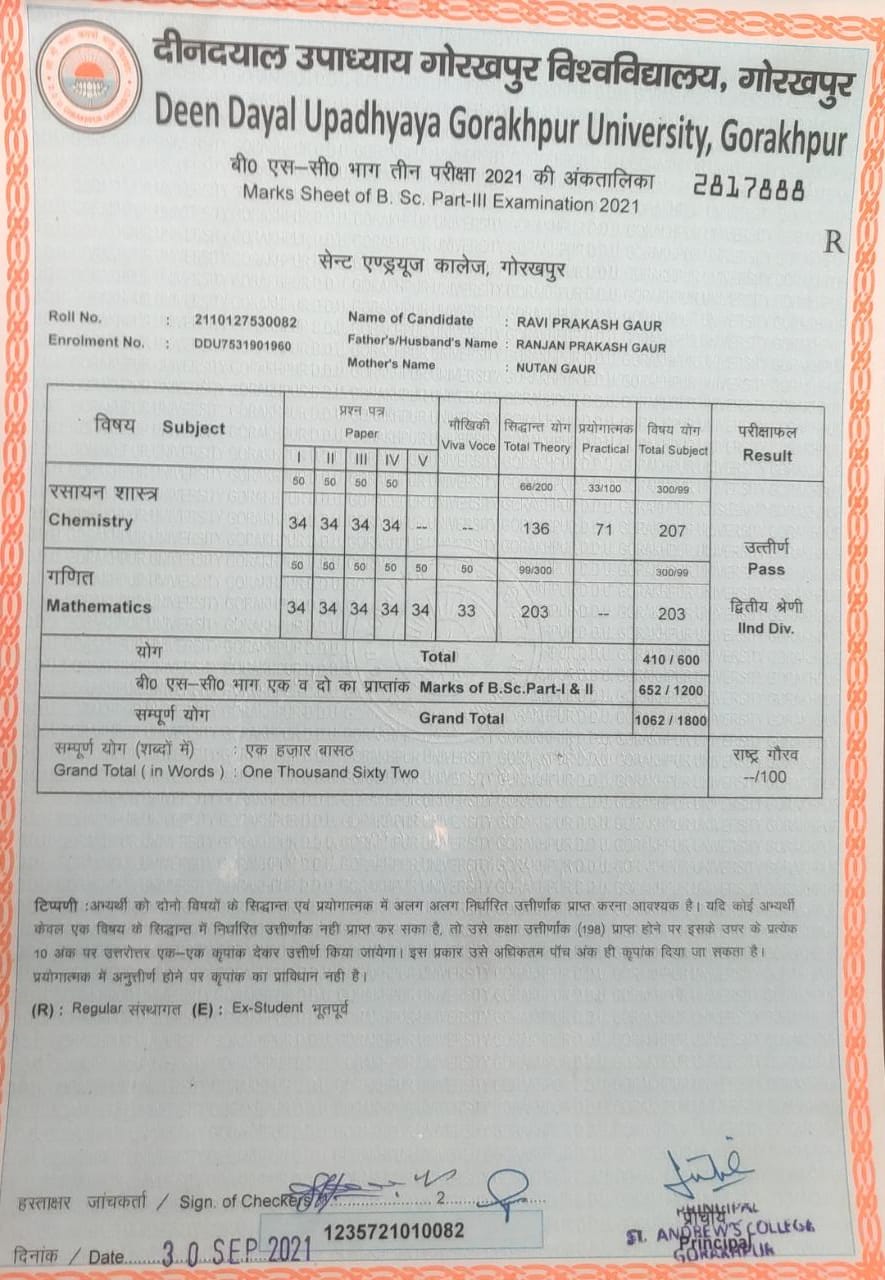 दीनदयाल उपाध्याय गोरखपुर विश्वविद्यालय, गोरखपुर
Deen Dayal Upadhyaya Gorakhpur University, Gorakhpur
बी0 एस–सी0 भाग तीन परीक्षा 2021 की अंकतालिका 2817888
Marks Sheet of B. Sc. Part-III Examination 2021
R
सेन्ट एण्ड्रयूज कालेज, गोरखपुर
Roll No. : 2110127530082 Name of Candidate : RAVI PRAKASH GAUR
Enrolment No. : DDU7531901960 Father's/Husband's Name : RANJAN PRAKASH GAUR
Mother's Name : NUTAN GAUR
विषय Subject प्रश्न पत्र Paper मौखिकी Viva Voce सिद्धान्त योग Total Theory प्रयोगात्मक Practical विषय योग Total Subject परीक्षाफल Result
I II III IV V
50 50 50 50 66/200 33/100 300/99
रसायन शास्त्र
Chemistry 34 34 34 34 -- -- 136 71 207
50 50 50 50 50 50 99/300 300/99
गणित
Mathematics 34 34 34 34 34 33 203 -- 203
उत्तीर्ण
Pass
द्वितीय श्रेणी
IInd Div.
योग Total 410 / 600
बी0 एस–सी0 भाग एक व दो का प्राप्तांक Marks of B.Sc.Part-I & II 652 / 1200
सम्पूर्ण योग Grand Total 1062 / 1800
सम्पूर्ण योग (शब्दों में) : एक हज़ार बासठ राष्ट्र गौरव
Grand Total ( in Words ) : One Thousand Sixty Two --/100
टिप्पणी :अभ्यर्थी को दोनो विषयों के सिद्धान्त एवं प्रयोगात्मक में अलग अलग निर्धारित उत्तीर्णांक प्राप्त करना आवश्यक है। यदि कोई अभ्यर्थी
केवल एक विषय के सिद्धान्त में निर्धारित उत्तीर्णांक नही प्राप्त कर सका है, तो उसे कक्षा उत्तीर्णांक (198) प्राप्त होने पर इसके उपर के प्रत्येक
10 अंक पर उत्तरोत्तर एक–एक कृपांक देकर उत्तीर्ण किया जायेगा। इस प्रकार उसे अधिकतम पाँच अंक ही कृपांक दिया जा सकता है।
प्रयोगात्मक में अनुत्तीर्ण होने पर कृपांक का प्राविधान नही है।
(R) : Regular संस्थागत (E) : Ex-Student भूतपूर्व
हस्ताक्षर जांचकर्ता / Sign. of Checkers 2
1235721010082
दिनांक / Date 30 SEP 2021
प्राचार्य
Principal
PRINCIPAL
ST. ANDREW'S COLLEGE
GORAKHPUR